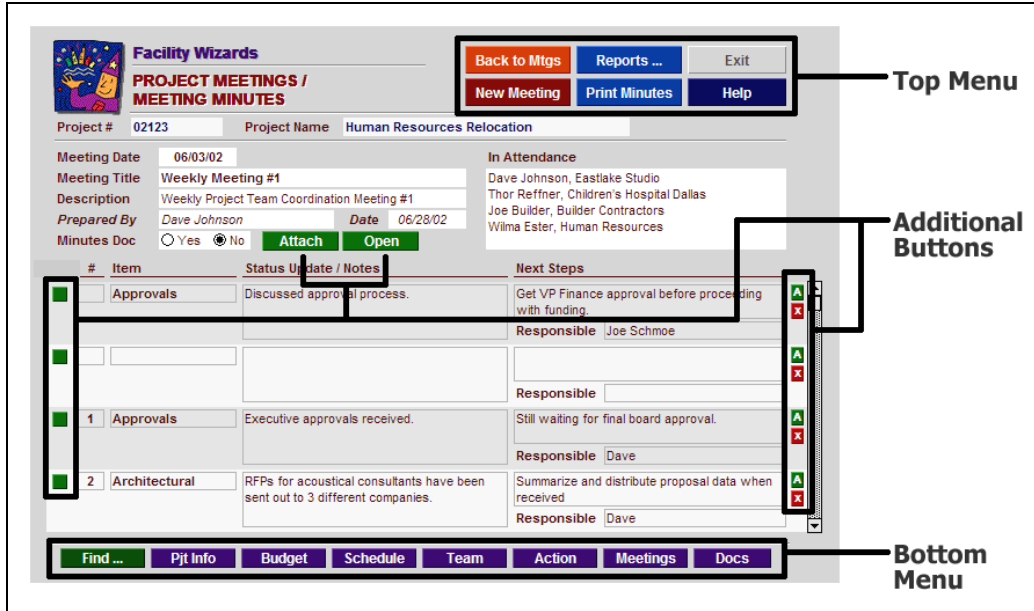 Facility Wizards
PROJECT MEETINGS /
MEETING MINUTES
Back to Mtgs Reports ... Exit
New Meeting Print Minutes Help
Top Menu
Project # 02123 Project Name Human Resources Relocation
Meeting Date 06/03/02
Meeting Title Weekly Meeting #1
Description Weekly Project Team Coordination Meeting #1
Prepared By Dave Johnson Date 06/28/02
Minutes Doc Yes No Attach Open
In Attendance
Dave Johnson, Eastlake Studio
Thor Reffner, Children's Hospital Dallas
Joe Builder, Builder Contractors
Wilma Ester, Human Resources
Additional
Buttons
# Item Status Update / Notes Next Steps
Approvals Discussed approval process. Get VP Finance approval before proceeding
with funding.
Responsible Joe Schmoe
A
X
Responsible
A
X
1 Approvals Executive approvals received. Still waiting for final board approval.
Responsible Dave
A
X
2 Architectural RFPs for acoustical consultants have been Summarize and distribute proposal data when
sent out to 3 different companies. received
Responsible Dave
A
X
Find ... Pjt Info Budget Schedule Team Action Meetings Docs
Bottom
Menu